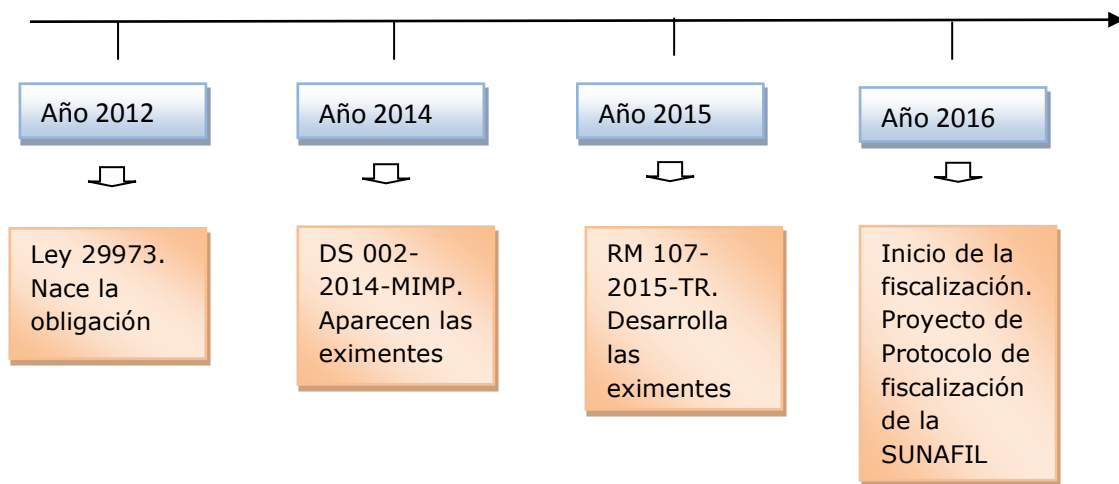 Año 2012
Año 2014
Año 2015
Año 2016
Ley 29973.
Nace la
obligación
DS 002-
2014-MIMP.
Aparecen las
eximentes
RM 107-
2015-TR.
Desarrolla
las
eximentes
Inicio de la
fiscalización.
Proyecto de
Protocolo de
fiscalización
de la
SUNAFIL